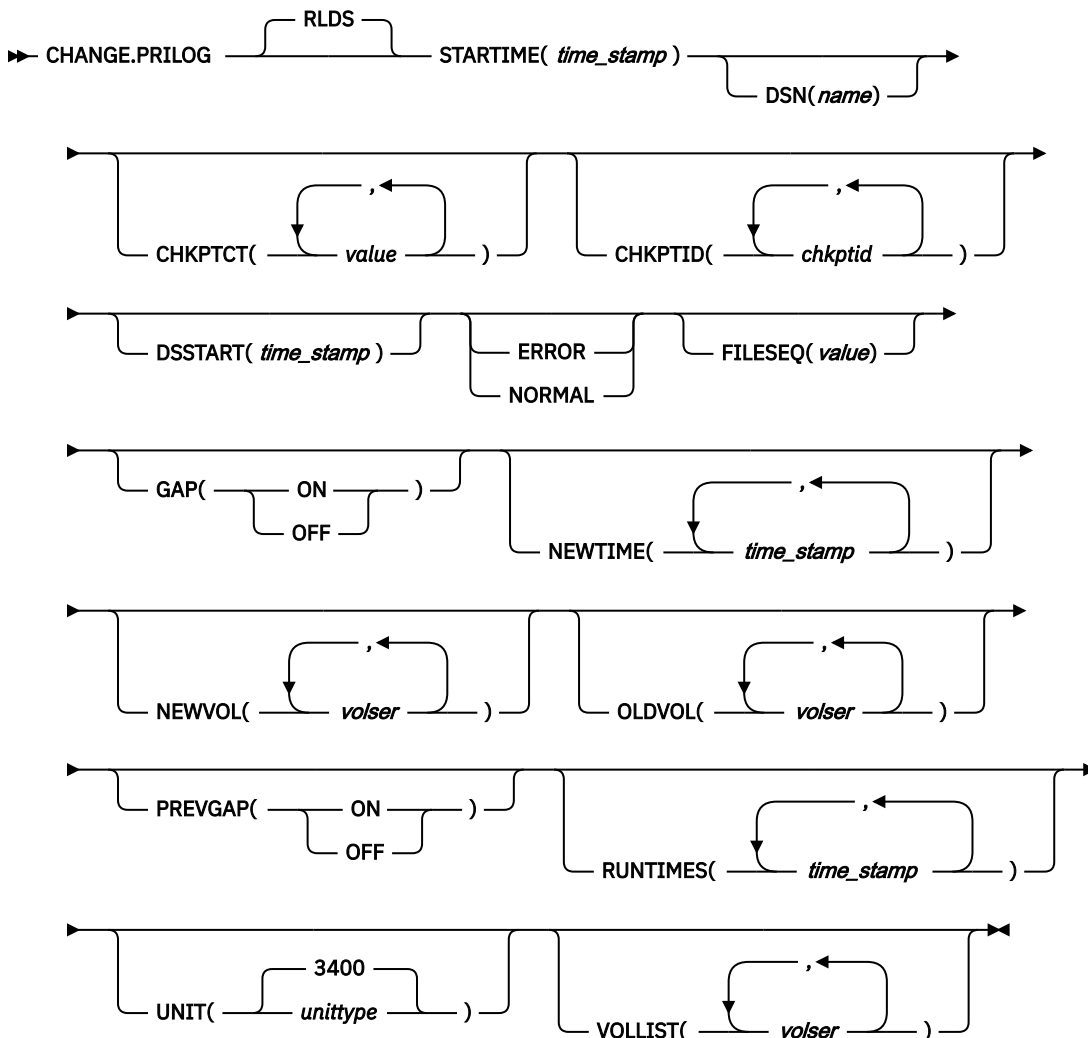 RLDS
CHANGE.PRILOG STARTIME( time_stamp )
DSN(name)
, ,
CHKPTCT( value ) CHKPTID( chkptid )
DSSTART( time_stamp ) ERROR FILESEQ( value)
NORMAL
GAP( ON )
OFF
,
NEWTIME( time_stamp )
, ,
NEWVOL( volser ) OLDVOL( volser )
PREVGAP( ON )
OFF
,
RUNTIMES( time_stamp )
3400
UNIT( unittype )
,
VOLLIST( volser )